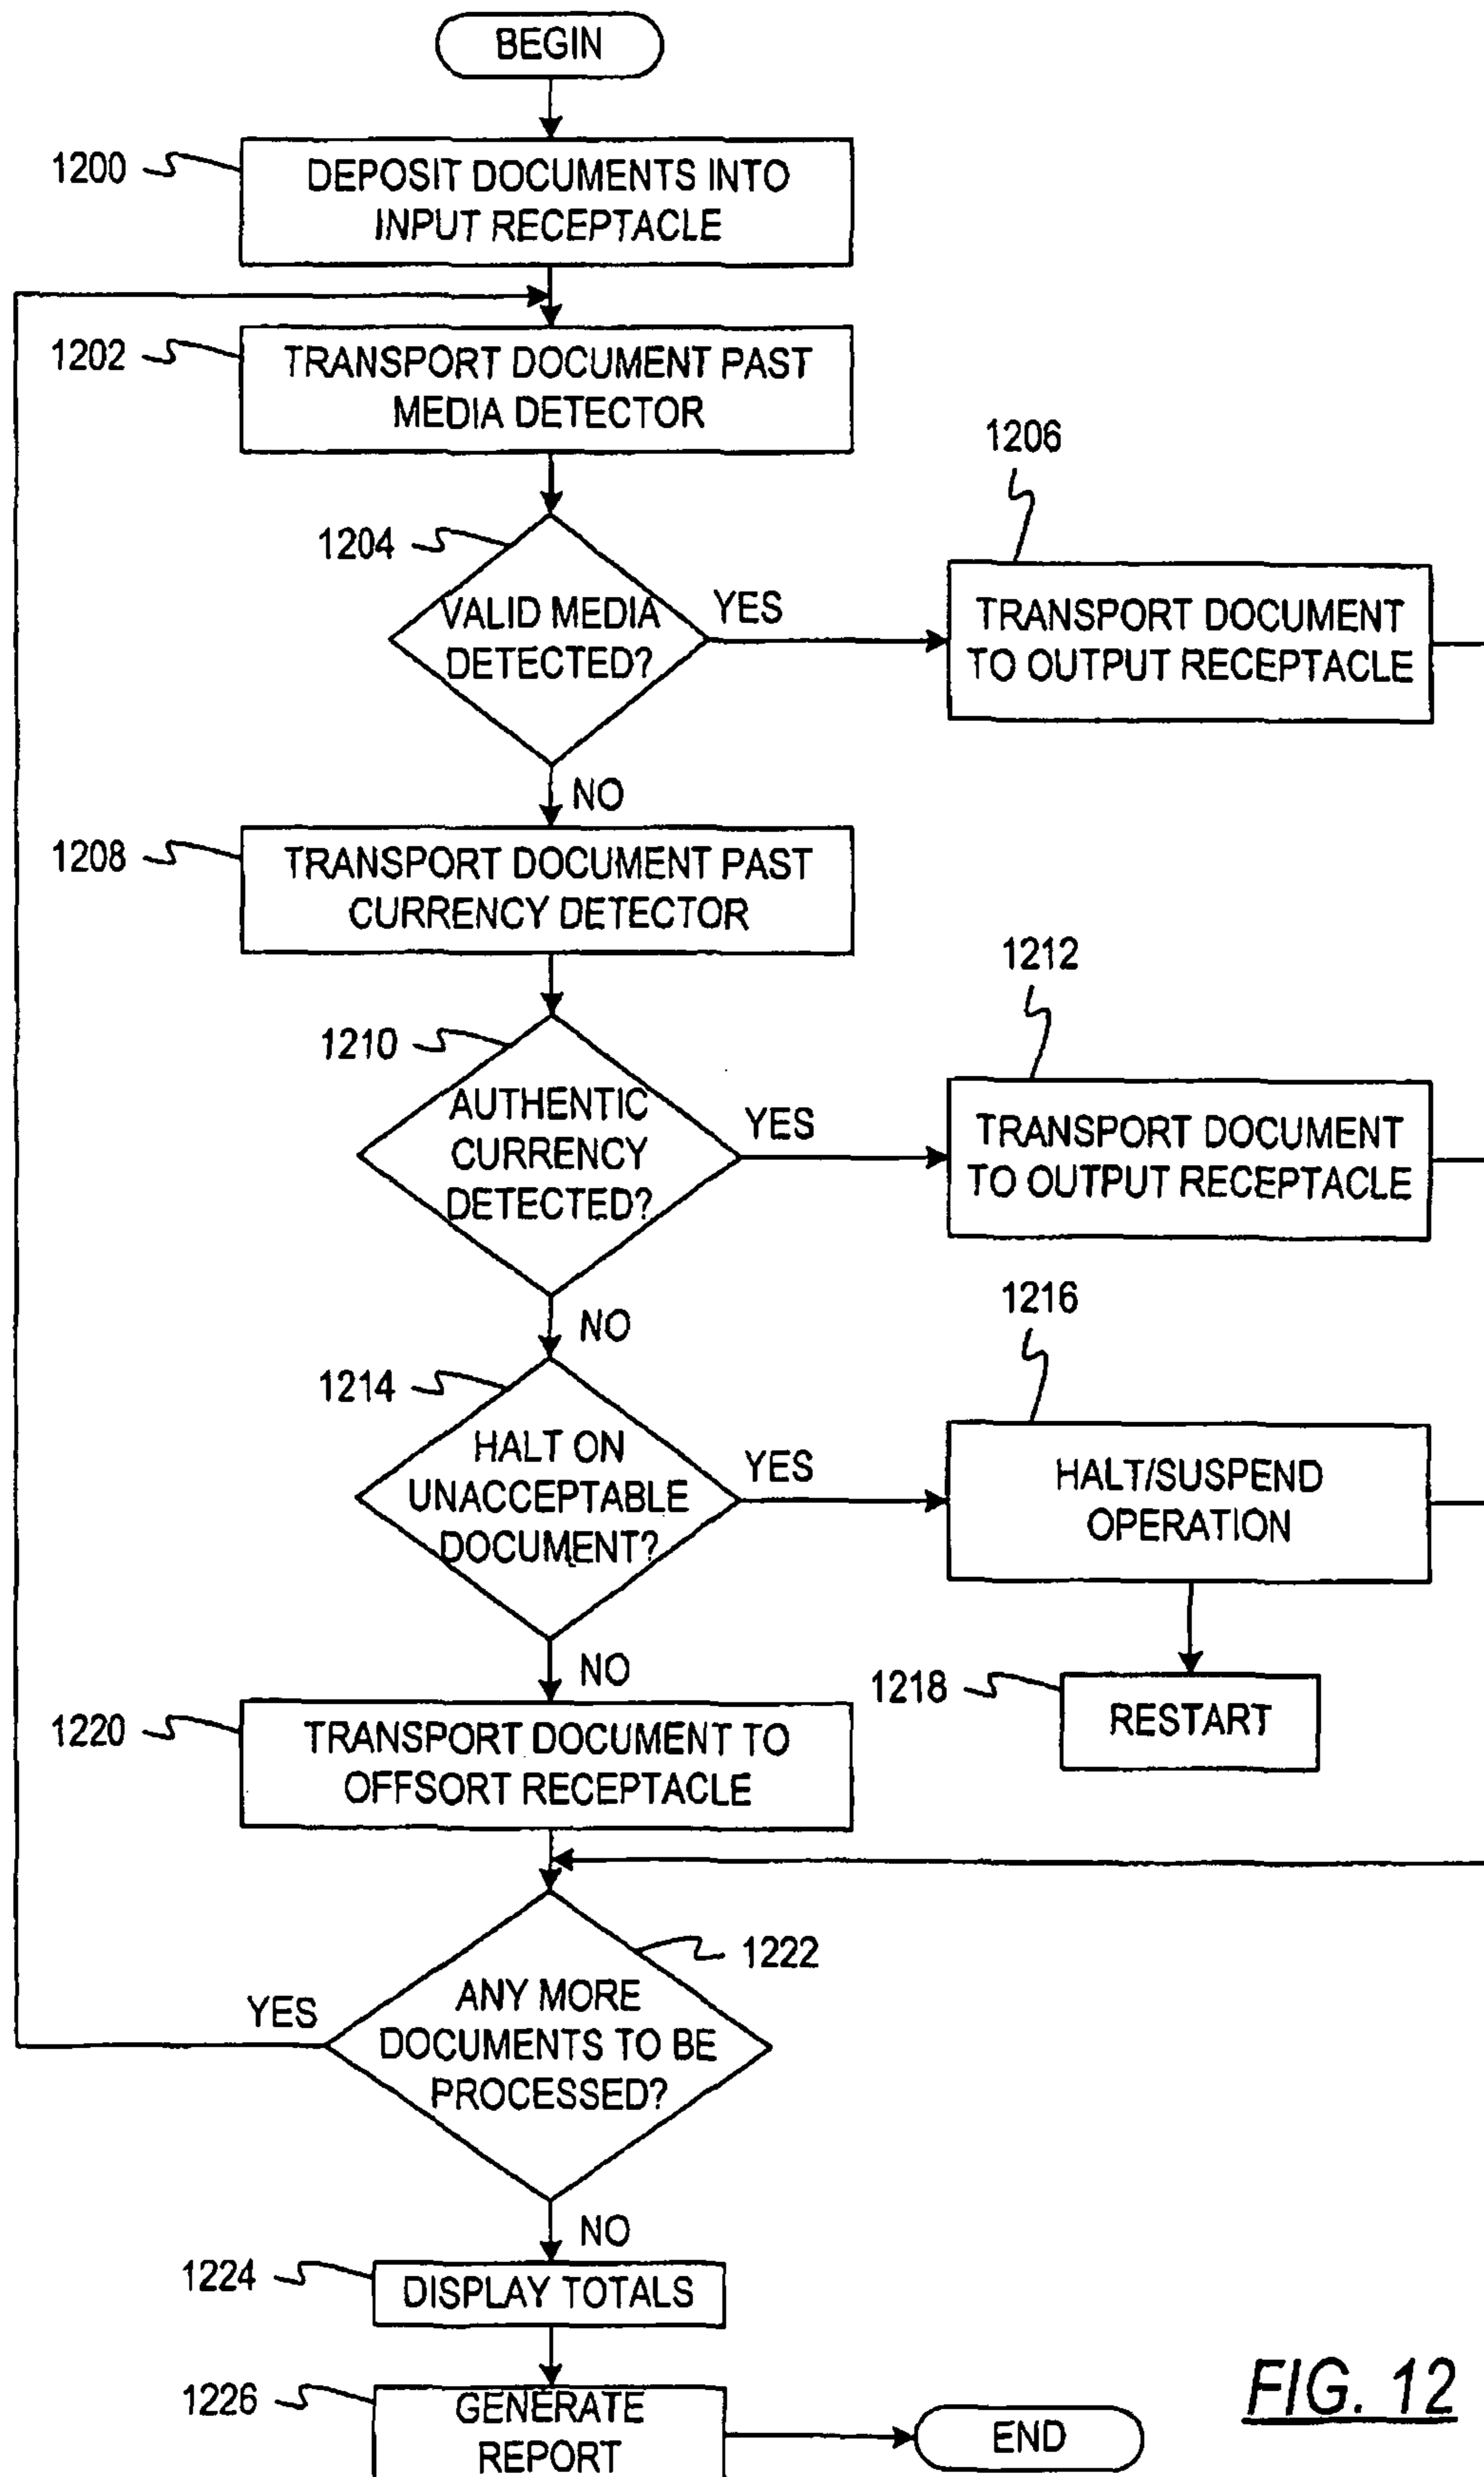 BEGIN
1200
DEPOSIT DOCUMENTS INTO
INPUT RECEPTACLE
1202
TRANSPORT DOCUMENT PAST
MEDIA DETECTOR
1204
VALID MEDIA
DETECTED?
YES
1206
TRANSPORT DOCUMENT
TO OUTPUT RECEPTACLE
NO
1208
TRANSPORT DOCUMENT PAST
CURRENCY DETECTOR
1210
AUTHENTIC
CURRENCY
DETECTED?
YES
1212
TRANSPORT DOCUMENT
TO OUTPUT RECEPTACLE
NO
1214
HALT ON
UNACCEPTABLE
DOCUMENT?
YES
1216
HALT/SUSPEND
OPERATION
1218
RESTART
NO
1220
TRANSPORT DOCUMENT TO
OFFSORT RECEPTACLE
1222
ANY MORE
DOCUMENTS TO BE
PROCESSED?
YES
NO
1224
DISPLAY TOTALS
1226
GENERATE
REPORT
END
FIG. 12